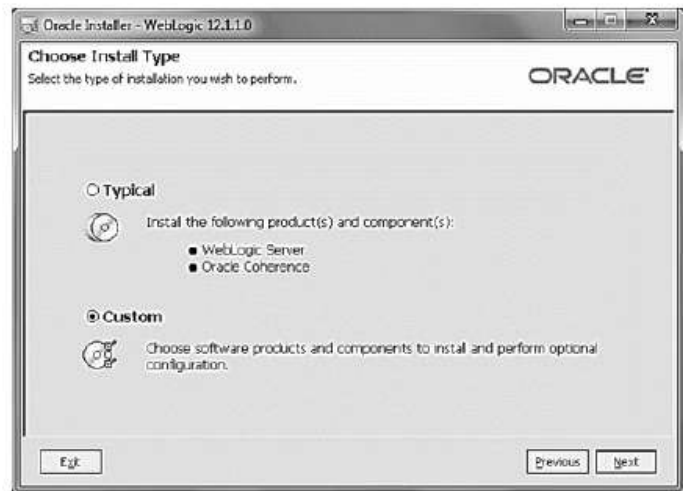 Oracle Installer - WebLogic 12.1.1.0
Choose Install Type
Select the type of installation you wish to perform.
ORACLE
Typical
Install the following product(s) and component(s):
WebLogic Server
Oracle Coherence
Custom
Choose software products and components to install and perform optional
configuration.
Exit
Previous
Next